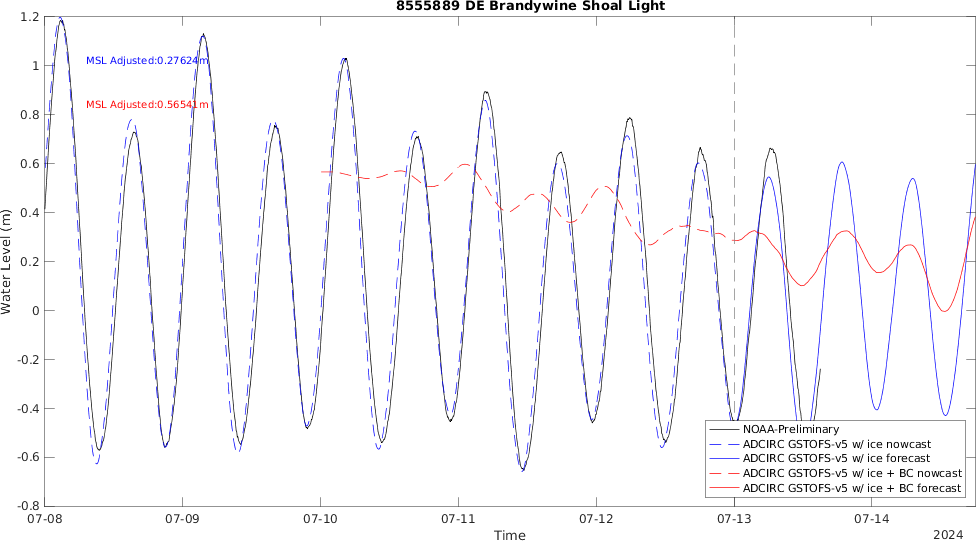 8555889 DE Brandywine Shoal Light
Water Level (m)
1.2
1
0.8
0.6
0.4
0.2
0
-0.2
-0.4
-0.6
-0.8
MSL Adjusted:0.27624m
MSL Adjusted:0.56541m
NOAA-Preliminary
ADCIRC GSTOFS-v5 w/ ice nowcast
ADCIRC GSTOFS-v5 w/ ice forecast
ADCIRC GSTOFS-v5 w/ ice + BC nowcast
ADCIRC GSTOFS-v5 w/ ice + BC forecast
07-08 07-09 07-10 07-11 07-12 07-13 07-14
Time
2024